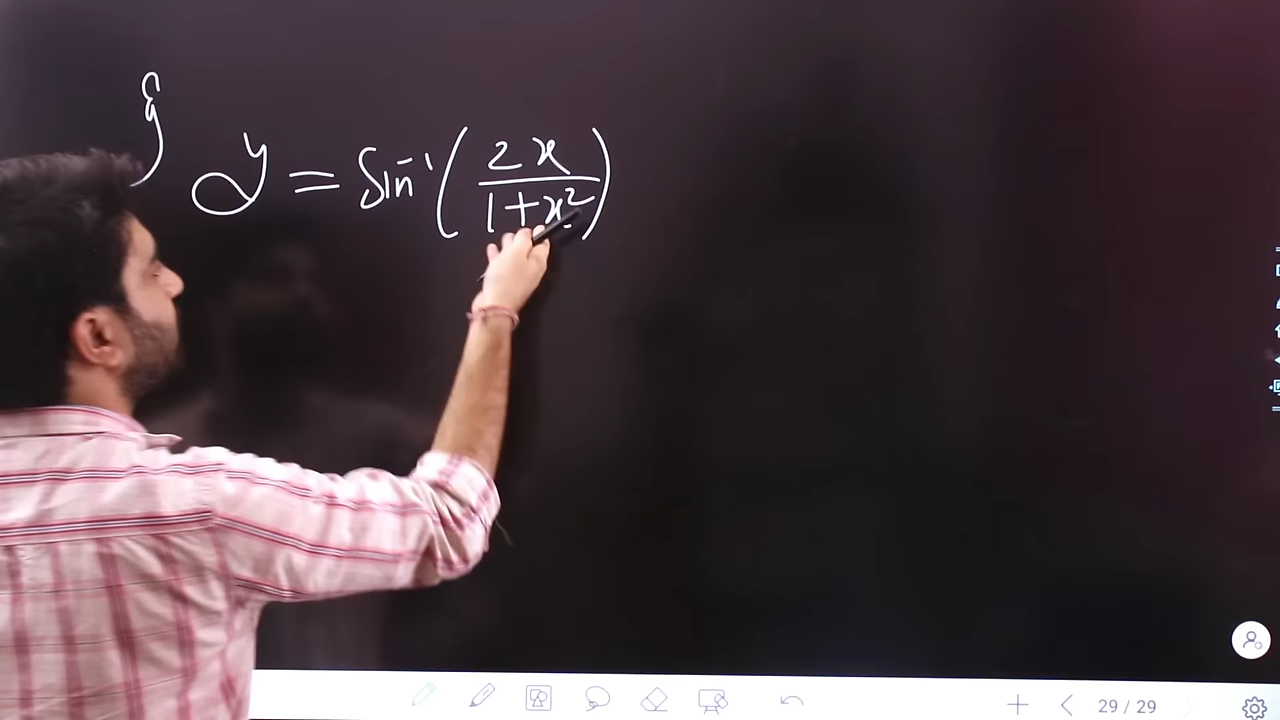 y = sin⁻¹(2x/(1+x²))
29 / 29